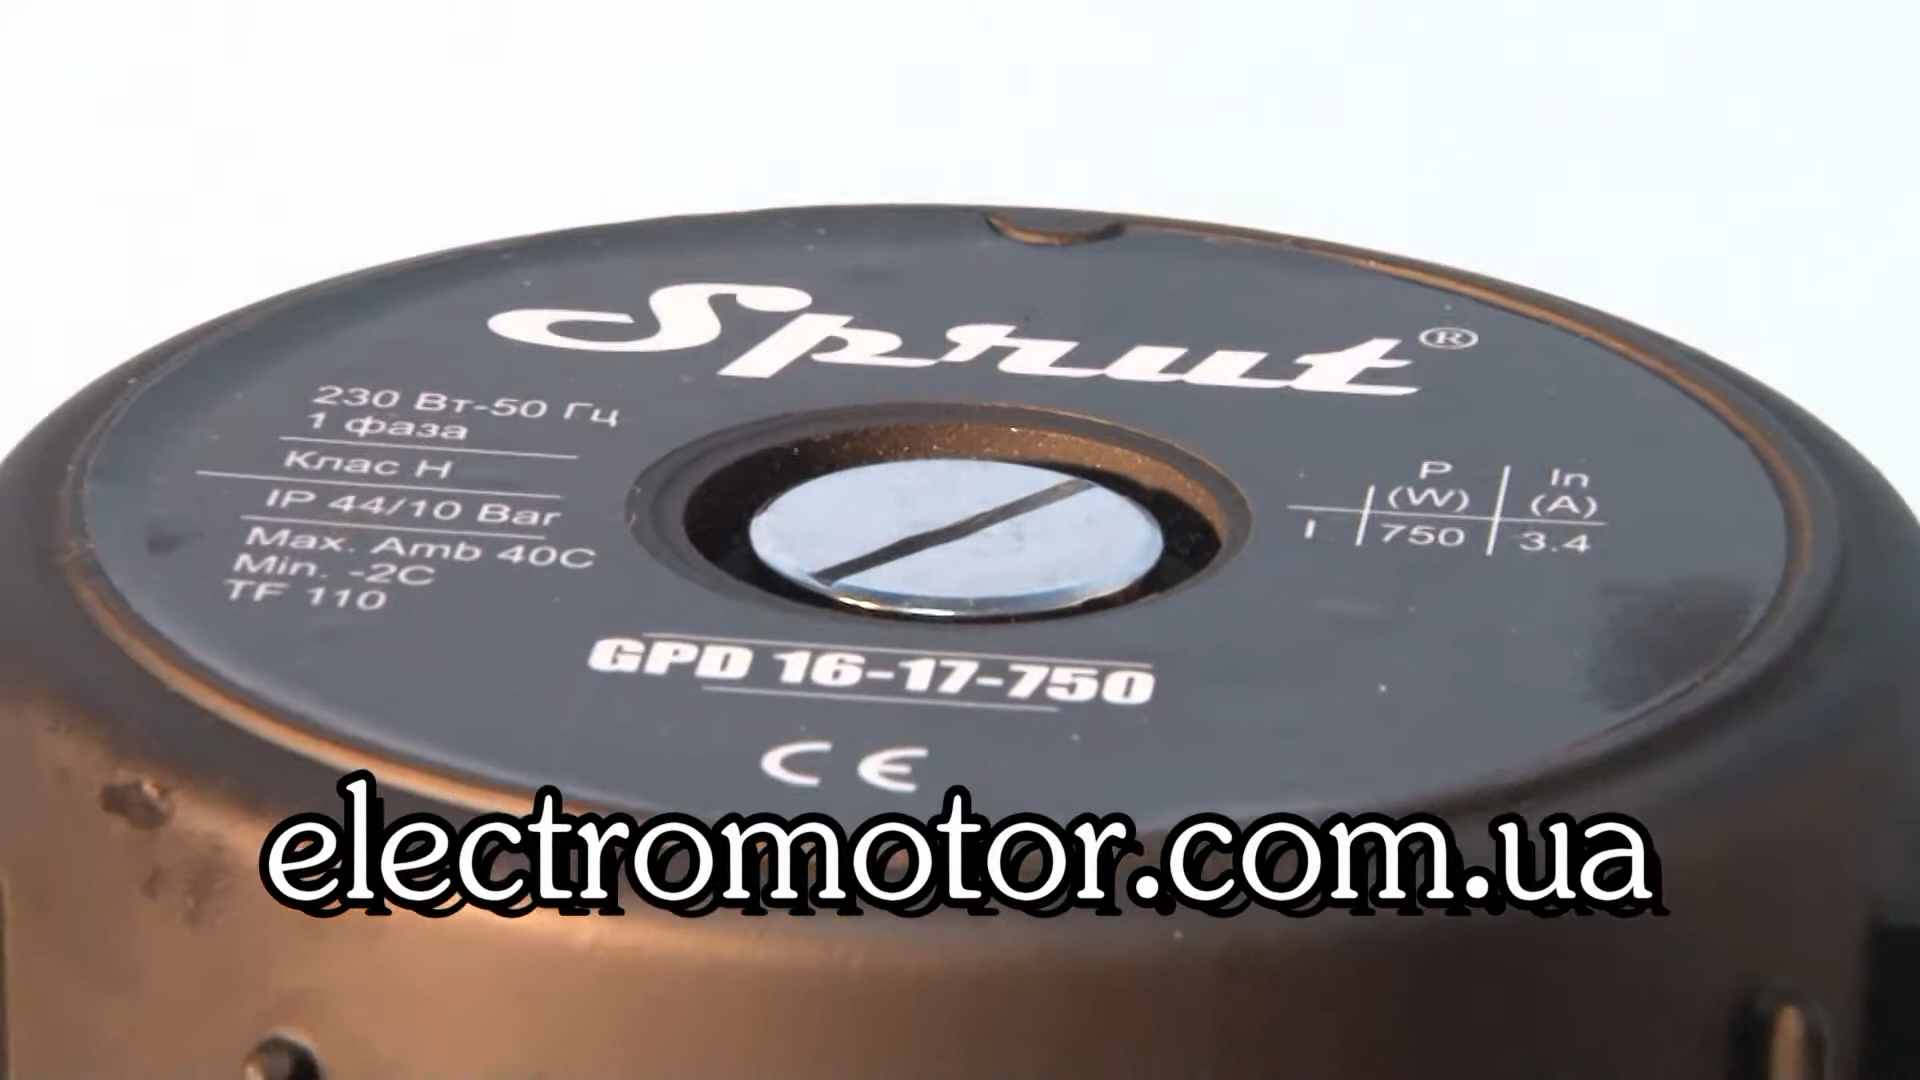 Sprut®
230 Вт-50 Гц
1 фаза
Клас H
IP 44/10 Bar
Max. Amb 40C
Min. -2C
TF 110
P In
(W) (A)
I 750 3.4
GPD 16-17-750
CE
electromotor.com.ua